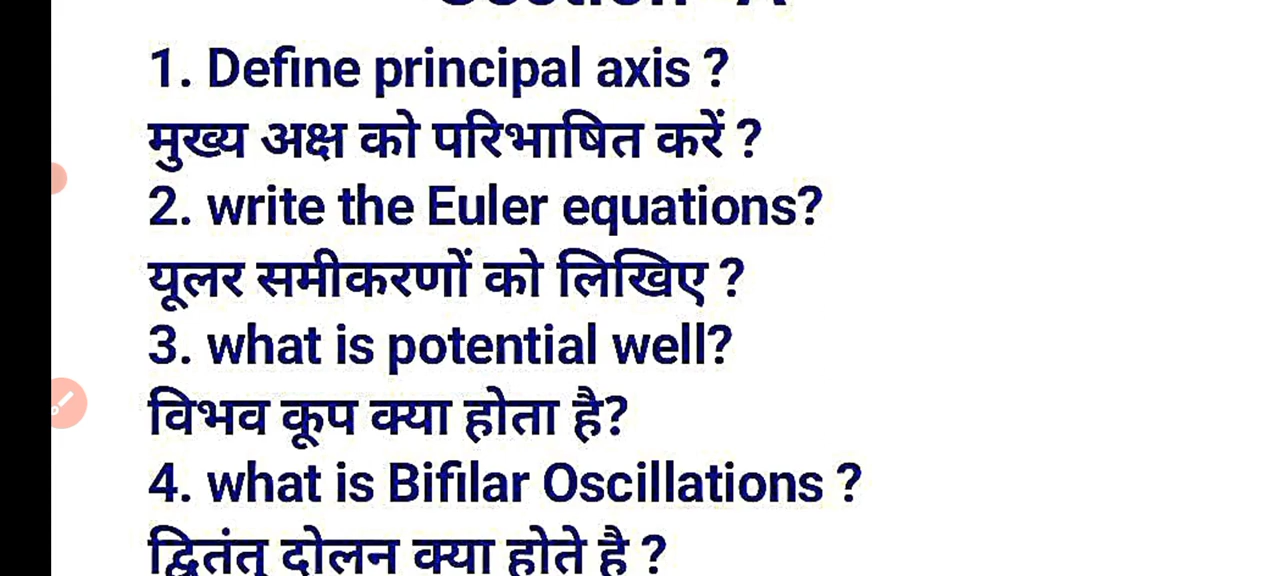 1. Define principal axis ?
मुख्य अक्ष को परिभाषित करें ?
2. write the Euler equations?
यूलर समीकरणों को लिखिए ?
3. what is potential well?
विभव कूप क्या होता है?
4. what is Bifilar Oscillations ?
द्वितंतु दोलन क्या होते है ?